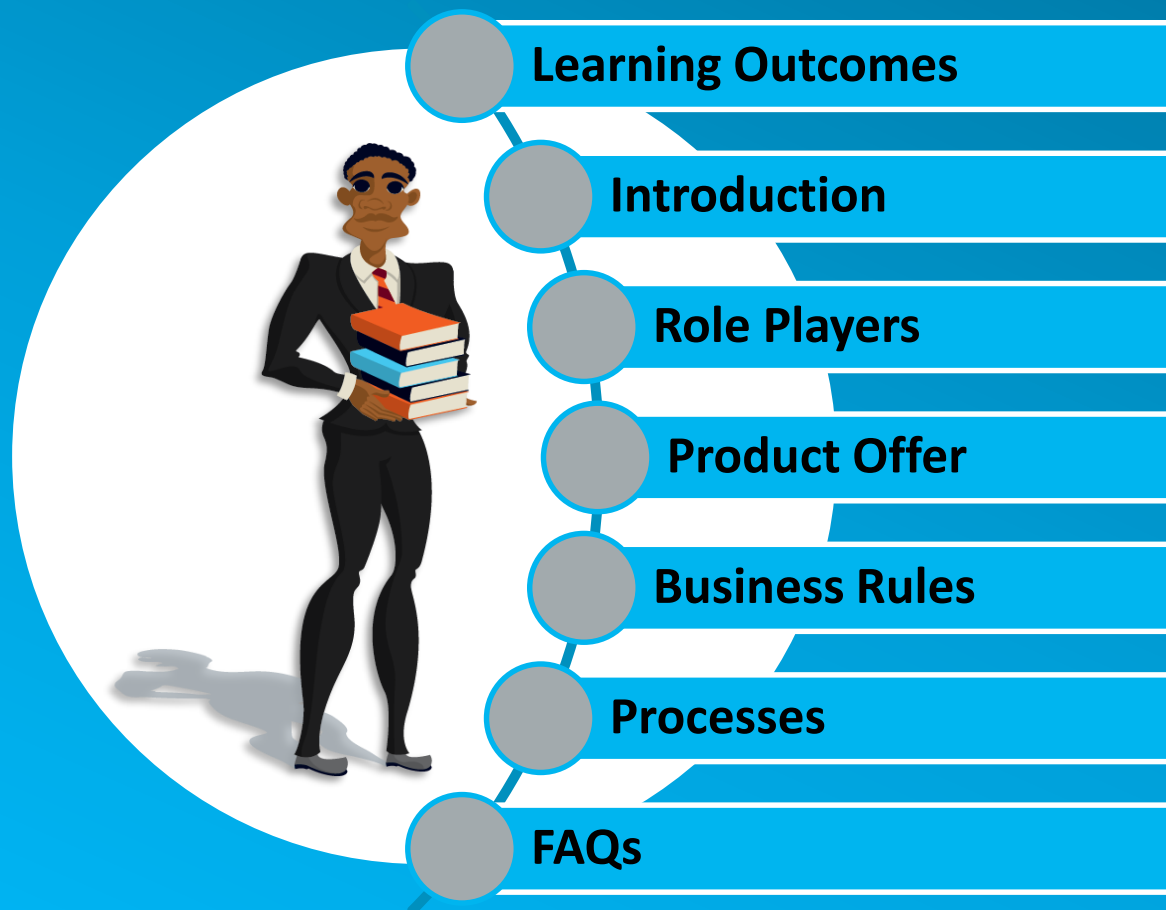 Learning Outcomes
Introduction
Role Players
Product Offer
Business Rules
Processes
FAQs